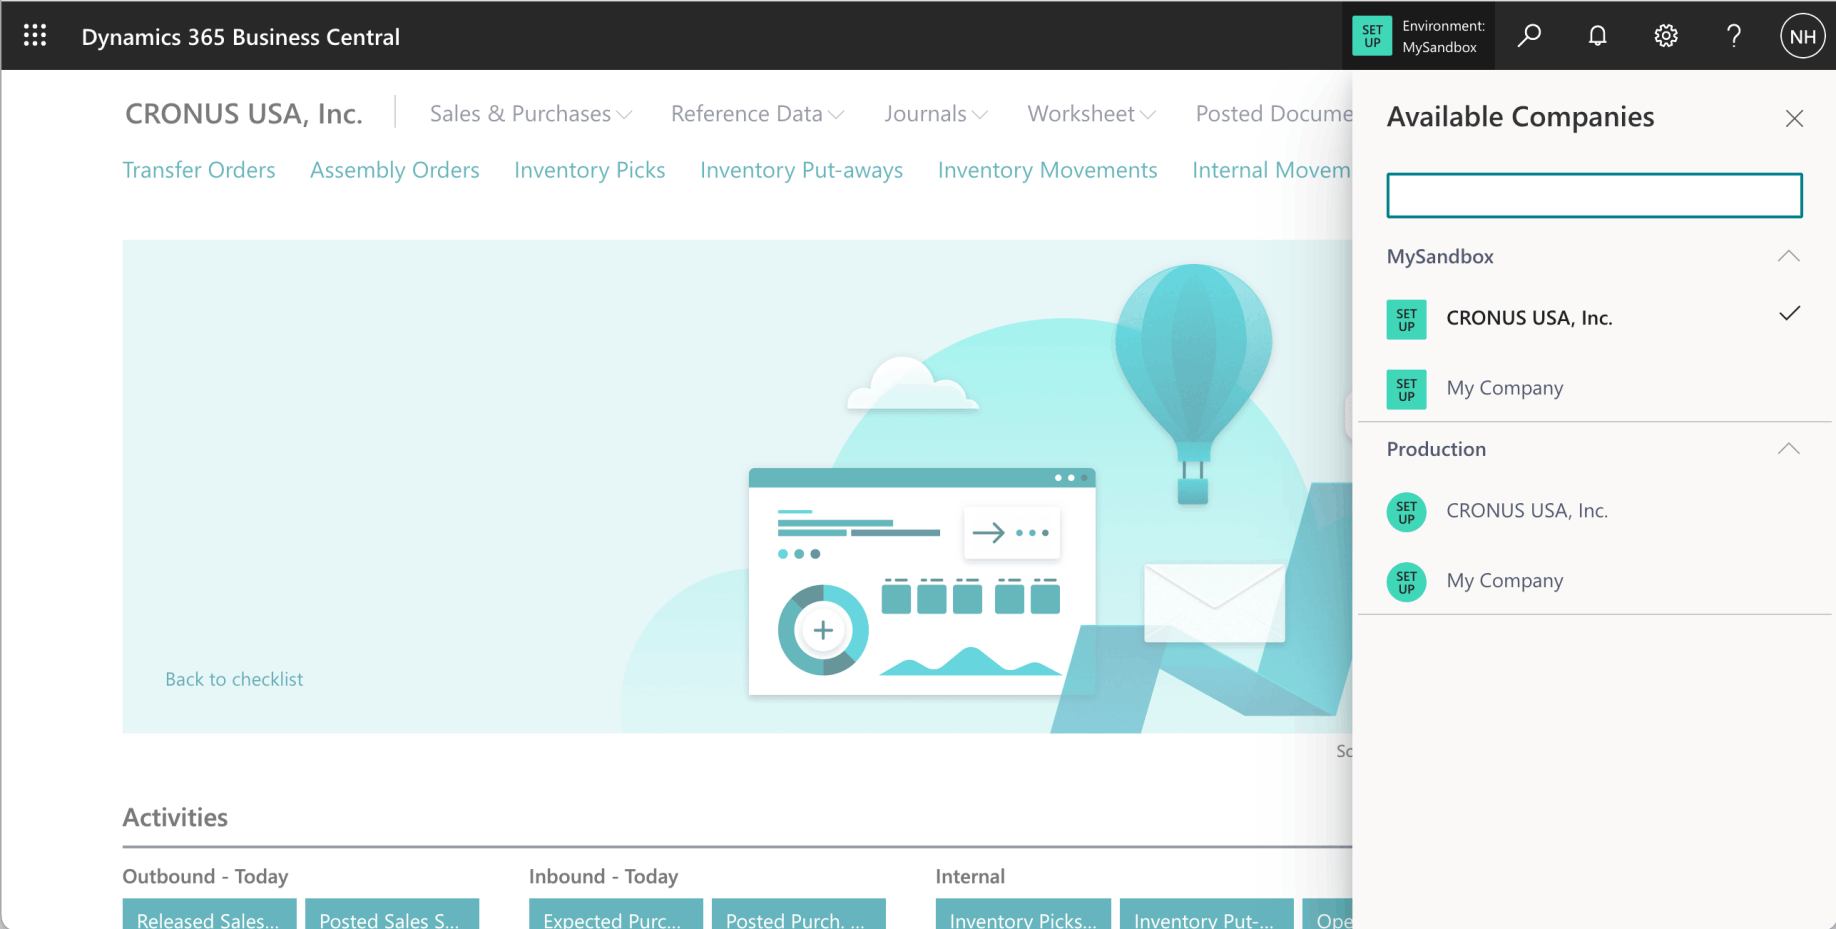 Dynamics 365 Business Central
SET
UP
Environment:
MySandbox
?
NH
CRONUS USA, Inc.
Sales & Purchases
Reference Data
Journals
Worksheet
Posted Docume
Transfer Orders
Assembly Orders
Inventory Picks
Inventory Put-aways
Inventory Movements
Internal Movem
Back to checklist
Sc
Activities
Outbound - Today
Inbound - Today
Internal
Released Sales...
Posted Sales S...
Expected Purc...
Posted Purch. ...
Inventory Picks...
Inventory Put-...
Ope
Available Companies
MySandbox
SET
UP
CRONUS USA, Inc.
SET
UP
My Company
Production
SET
UP
CRONUS USA, Inc.
SET
UP
My Company